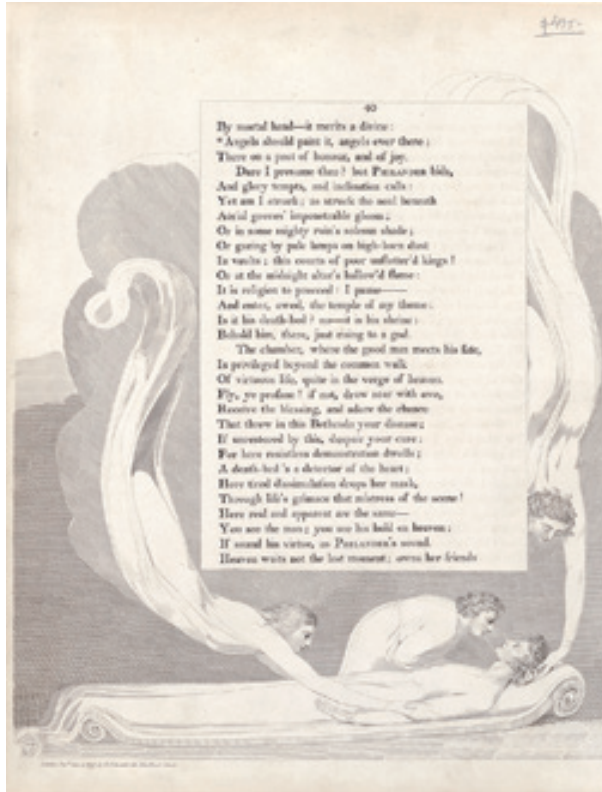 40
By mortal hand—it merits a divine:
*Angels should paint it, angels ever there;
There on a post of honour, and of joy.
Dare I presume then? but PHILANDER bids,
And glory tempts, and inclination calls:
Yet am I struck; as struck the soul beneath
Aerial groves' impenetrable gloom;
Or in some mighty ruin's solemn shade;
Or gazing by pale lamps on high-born dust
In vaults; thin courts of poor unflatter'd kings!
Or at the midnight altar's hallow'd flame:
It is religion to proceed: I pause—
And enter, awed, the temple of my theme:
Is it his death-bed? no: it is his shrine:
Behold him, there, just rising to a god.
The chamber, where the good man meets his fate,
Is privileged beyond the common walk
Of virtuous life, quite in the verge of heaven.
Fly, ye profane! if not, draw near with awe,
Receive the blessing, and adore the chance
That threw in this Bethesda your disease;
If unrestored by this, despair your cure:
For here resistless demonstration dwells;
A death-bed's a detector of the heart;
Here tired dissimulation drops her mask,
Through life's grimace that mistress of the scene!
Here real and apparent are the same—
You see the man; you see his hold on heaven:
If sound his virtue, as PHILANDER's sound.
Heaven waits not the last moment; owns her friends